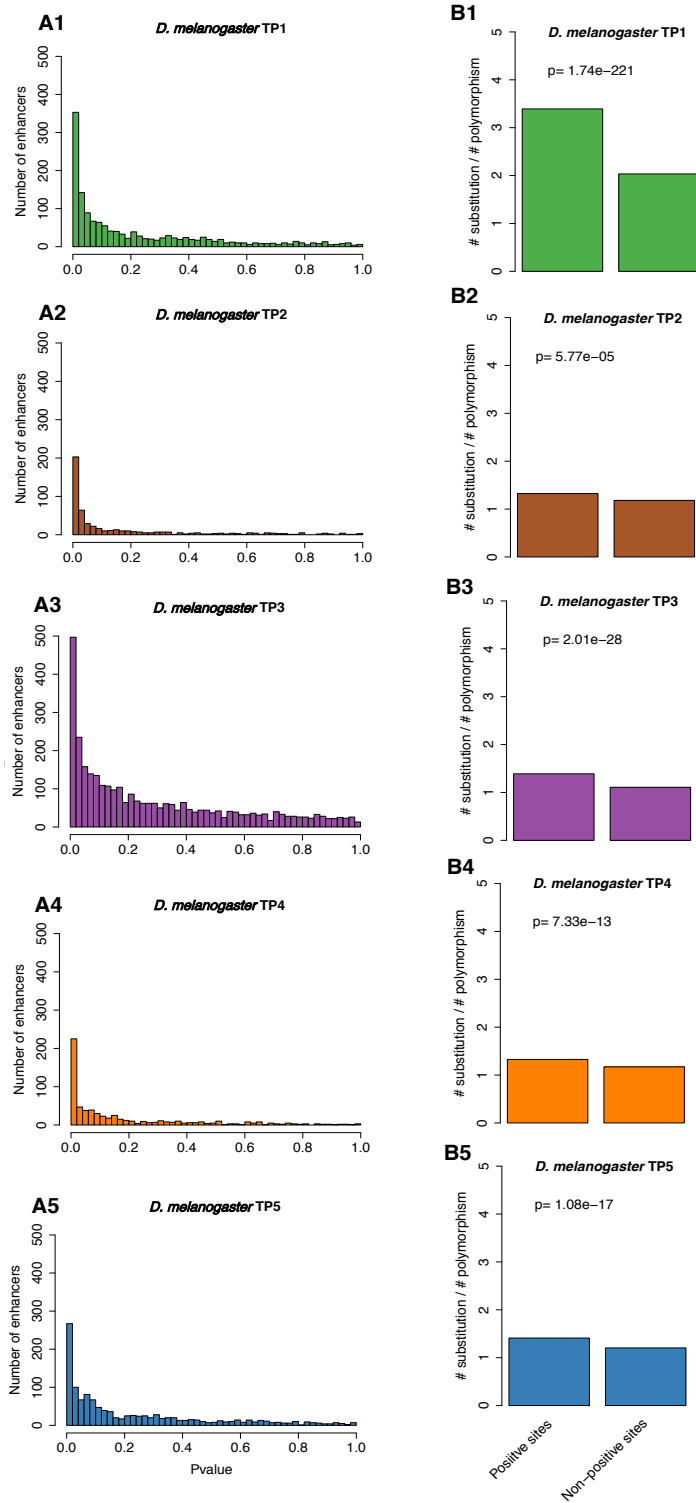 A1
D. melanogaster TP1
Number of enhancers
0 100 200 300 400 500
0.0 0.2 0.4 0.6 0.8 1.0
B1
D. melanogaster TP1
p= 1.74e−221
# substitution / # polymorphism
0 1 2 3 4 5
A2
D. melanogaster TP2
Number of enhancers
0 100 200 300 400 500
0.0 0.2 0.4 0.6 0.8 1.0
B2
D. melanogaster TP2
p= 5.77e−05
# substitution / # polymorphism
0 1 2 3 4 5
A3
D. melanogaster TP3
Number of enhancers
0 100 200 300 400 500
0.0 0.2 0.4 0.6 0.8 1.0
B3
D. melanogaster TP3
p= 2.01e−28
# substitution / # polymorphism
0 1 2 3 4 5
A4
D. melanogaster TP4
Number of enhancers
0 100 200 300 400 500
0.0 0.2 0.4 0.6 0.8 1.0
B4
D. melanogaster TP4
p= 7.33e−13
# substitution / # polymorphism
0 1 2 3 4 5
A5
D. melanogaster TP5
Number of enhancers
0 100 200 300 400 500
0.0 0.2 0.4 0.6 0.8 1.0
Pvalue
B5
D. melanogaster TP5
p= 1.08e−17
# substitution / # polymorphism
0 1 2 3 4 5
Posiitve sites
Non−positive sites